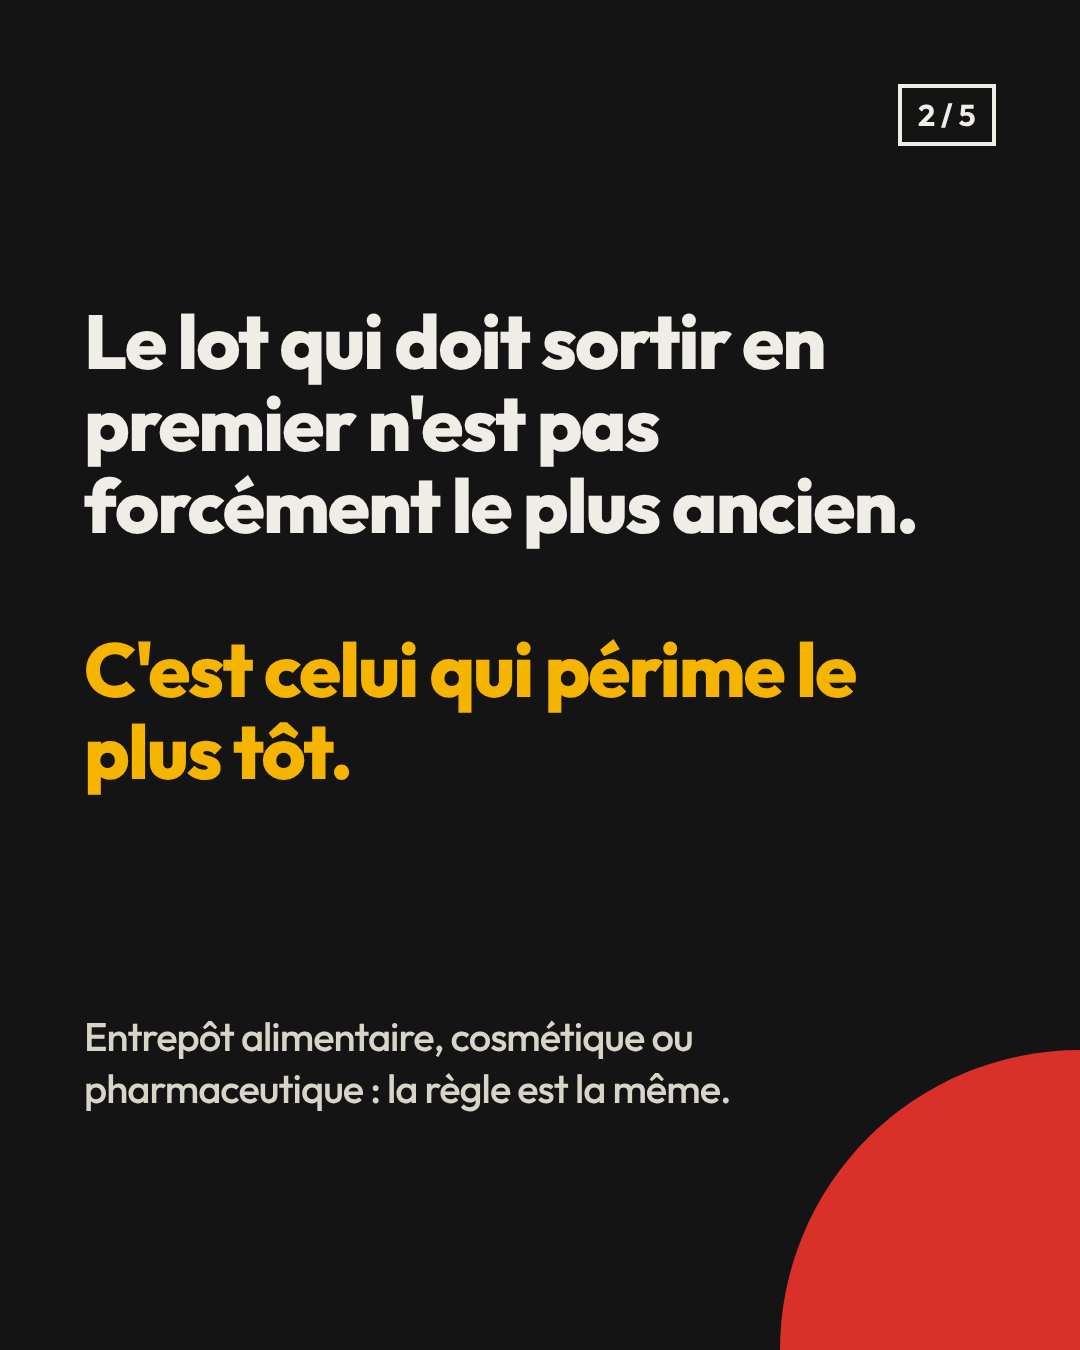 2 / 5
Le lot qui doit sortir en
premier n'est pas
forcément le plus ancien.
C'est celui qui périme le
plus tôt.
Entrepôt alimentaire, cosmétique ou
pharmaceutique : la règle est la même.